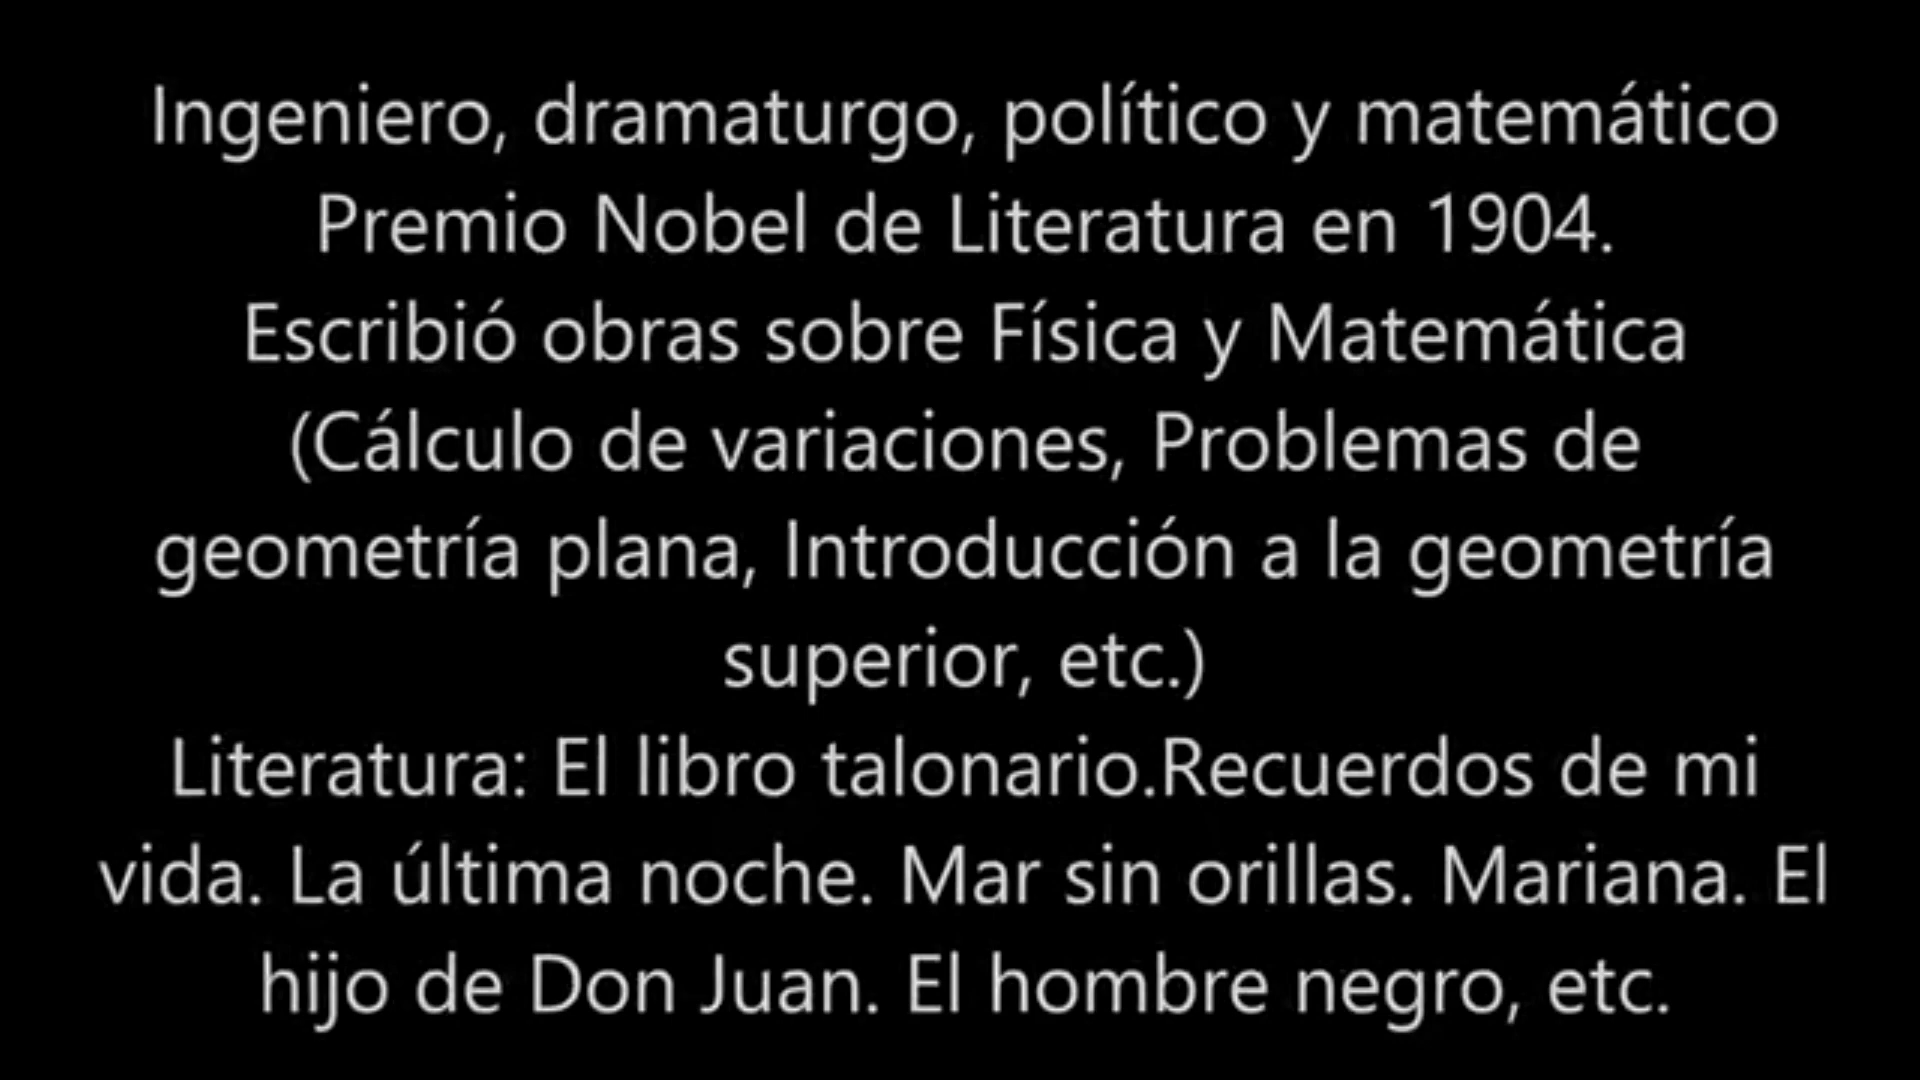 Ingeniero, dramaturgo, político y matemático
Premio Nobel de Literatura en 1904.
Escribió obras sobre Física y Matemática
(Cálculo de variaciones, Problemas de
geometría plana, Introducción a la geometría
superior, etc.)
Literatura: El libro talonario.Recuerdos de mi
vida. La última noche. Mar sin orillas. Mariana. El
hijo de Don Juan. El hombre negro, etc.